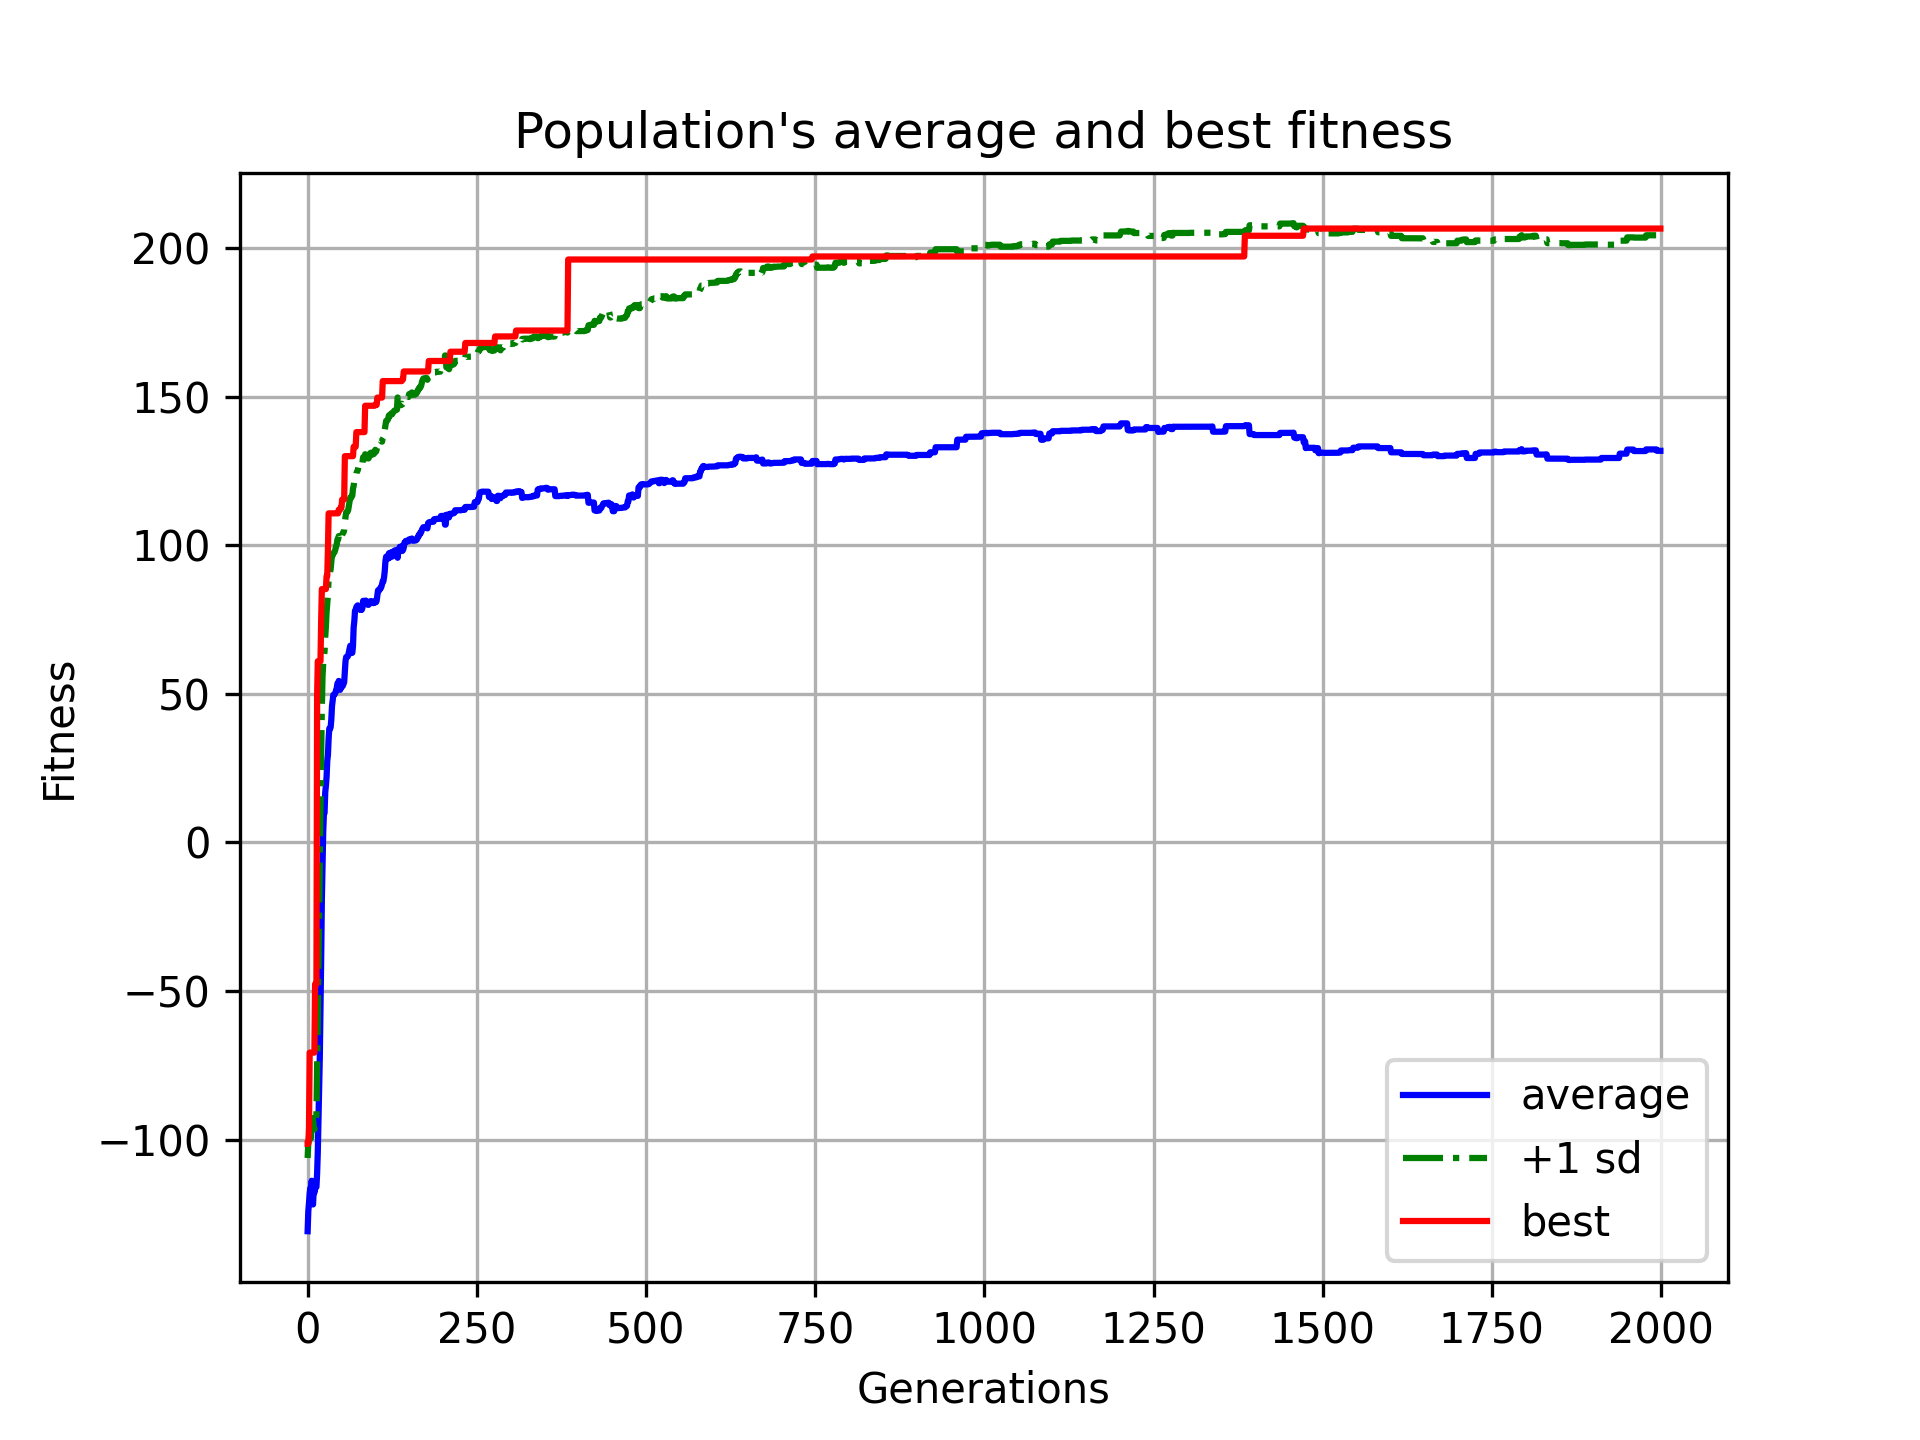 Population's average and best fitness
Fitness
200
150
100
50
0
−50
−100
0 250 500 750 1000 1250 1500 1750 2000
Generations
average
+1 sd
best